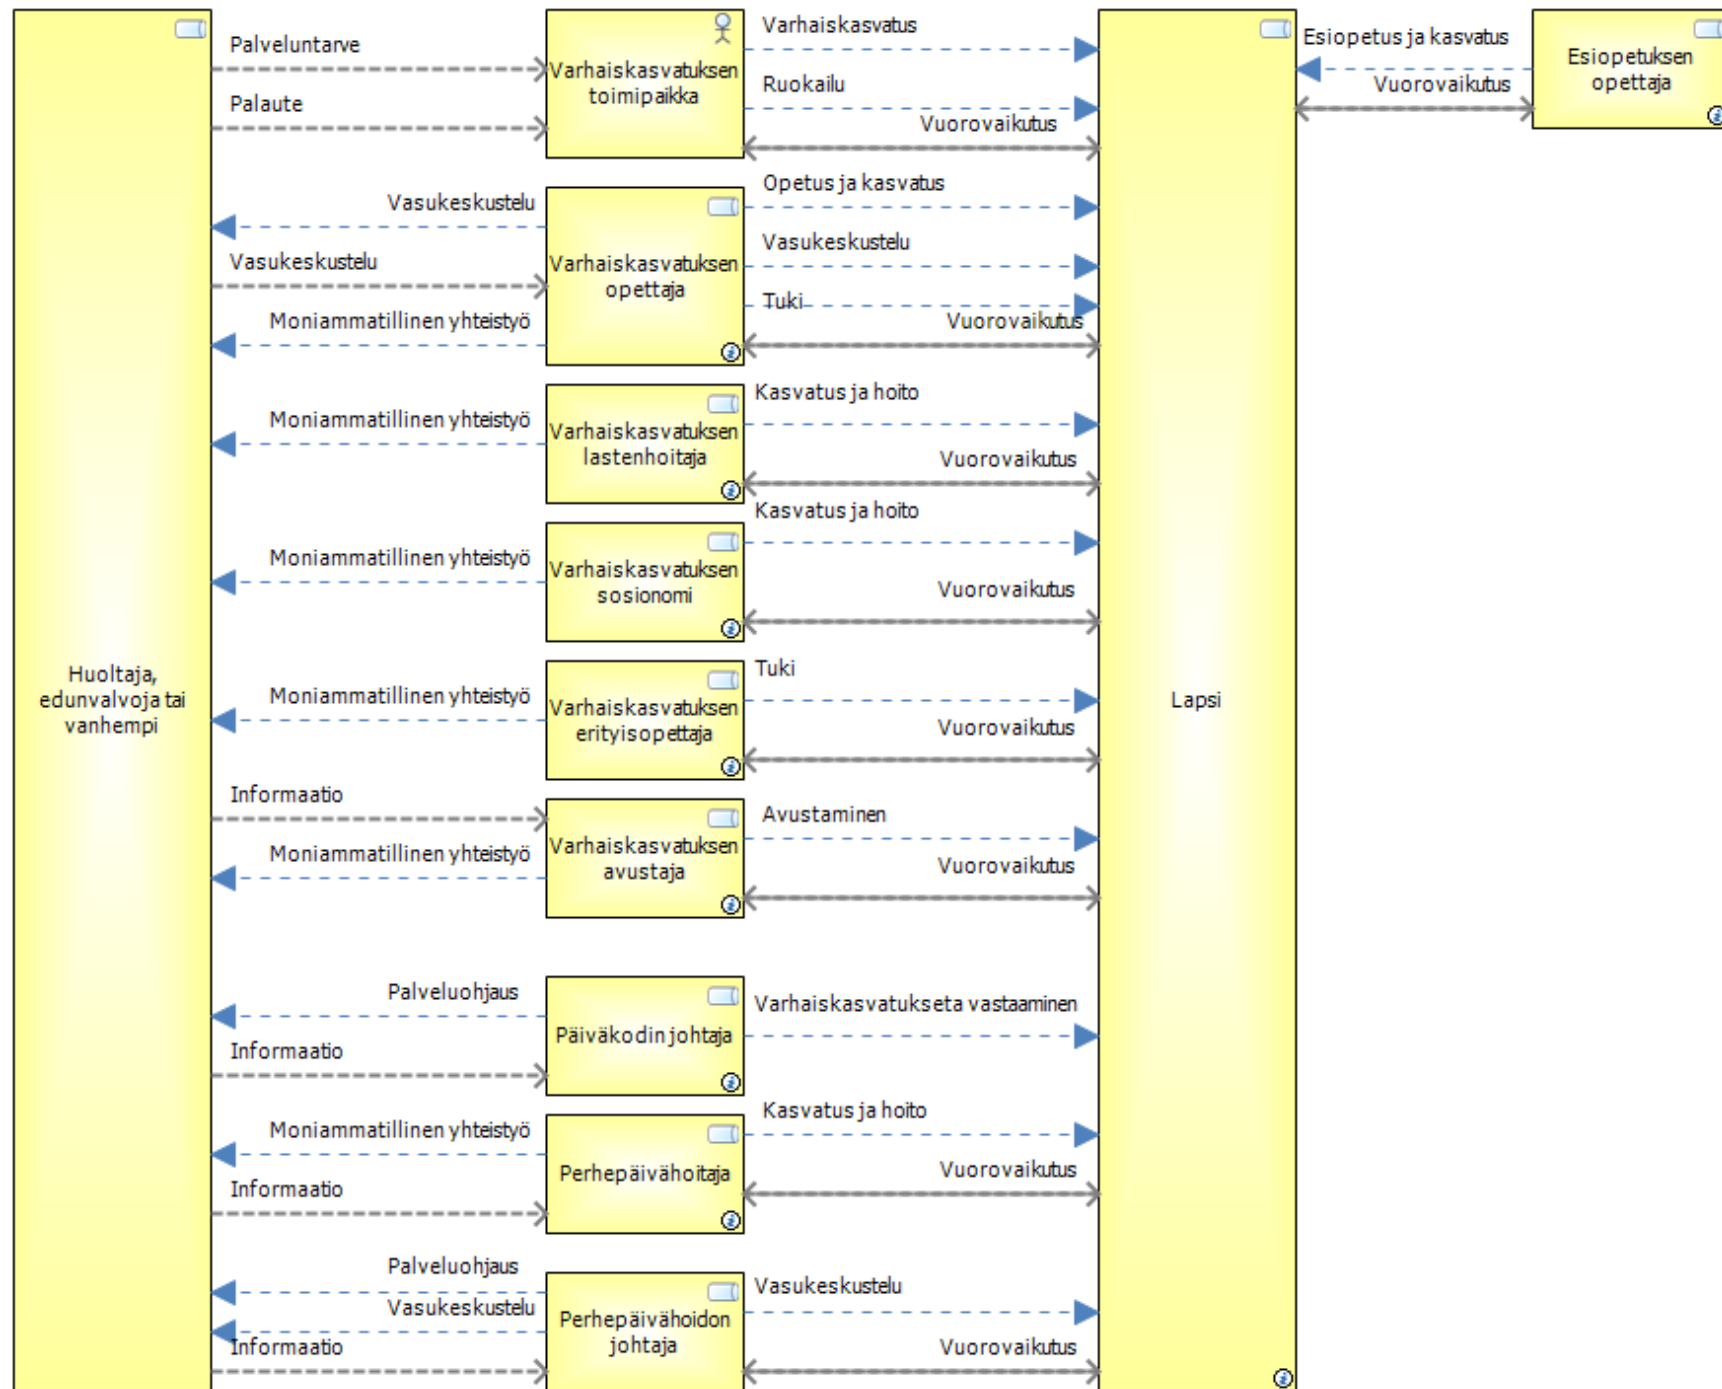 Huoltaja,
edunvalvoja tai
vanhempi
Palveluntarve
Palaute
Varhaiskasvatuksen
toimipaikka
Varhaiskasvatus
Ruokailu
Vuorovaikutus
Vasukeskustelu
Vasukeskustelu
Moniammatillinen yhteistyö
Varhaiskasvatuksen
opettaja
Opetus ja kasvatus
Vasukeskustelu
Tuki
Vuorovaikutus
Moniammatillinen yhteistyö
Varhaiskasvatuksen
lastenhoitaja
Kasvatus ja hoito
Vuorovaikutus
Moniammatillinen yhteistyö
Varhaiskasvatuksen
sosionomi
Kasvatus ja hoito
Vuorovaikutus
Moniammatillinen yhteistyö
Varhaiskasvatuksen
erityisopettaja
Tuki
Vuorovaikutus
Informaatio
Moniammatillinen yhteistyö
Varhaiskasvatuksen
avustaja
Avustaminen
Vuorovaikutus
Palveluohjaus
Informaatio
Päiväkodin johtaja
Varhaiskasvatukseta vastaaminen
Moniammatillinen yhteistyö
Informaatio
Perhepäivähoitaja
Kasvatus ja hoito
Vuorovaikutus
Palveluohjaus
Vasukeskustelu
Informaatio
Perhepäivähoidon
johtaja
Vasukeskustelu
Vuorovaikutus
Lapsi
Esiopetus ja kasvatus
Vuorovaikutus
Esiopetuksen
opettaja